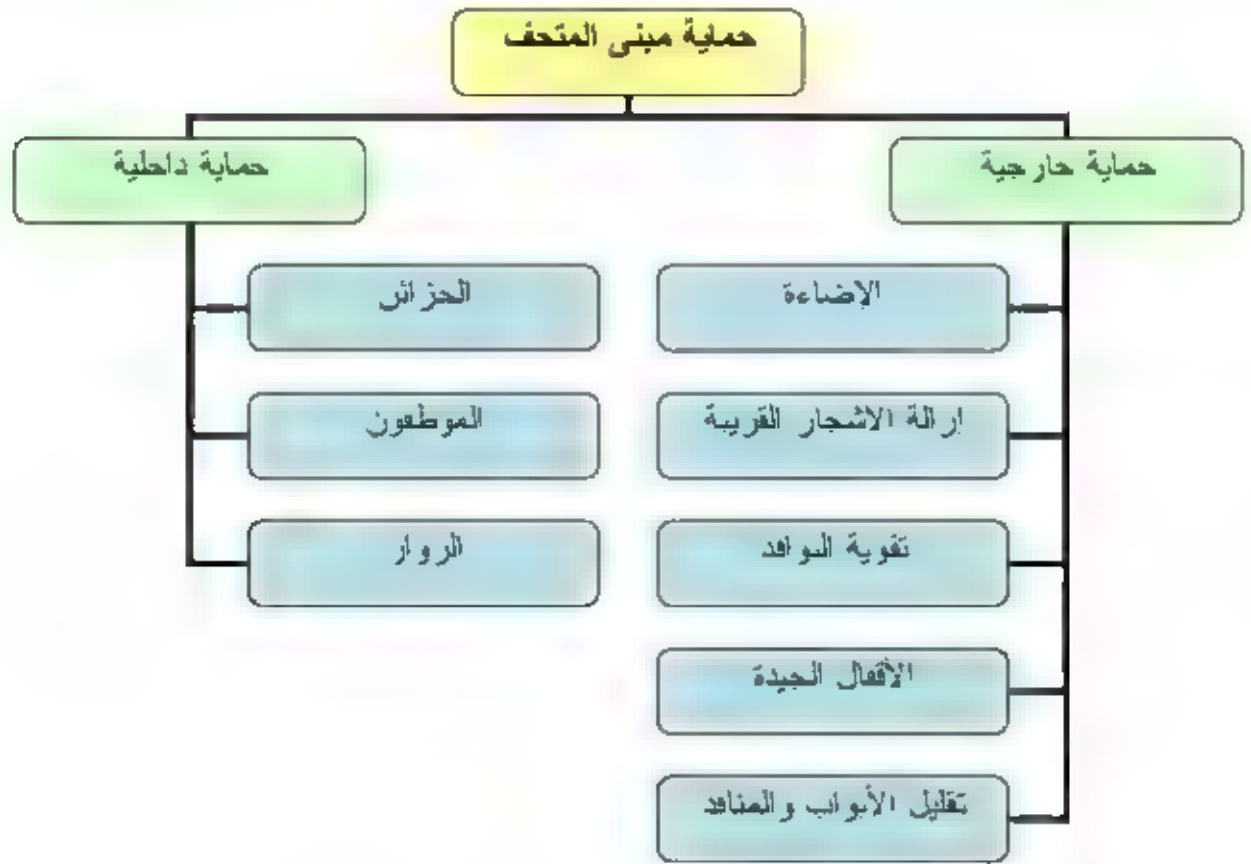 حماية مبنى المتحف
حماية خارجية
حماية داخلية
الإضاءة
إزالة الاشجار القريبة
تقوية النوافذ
الأقفال الجيدة
تقليل الأبواب والمنافذ
الخزائن
الموظفون
الزوار